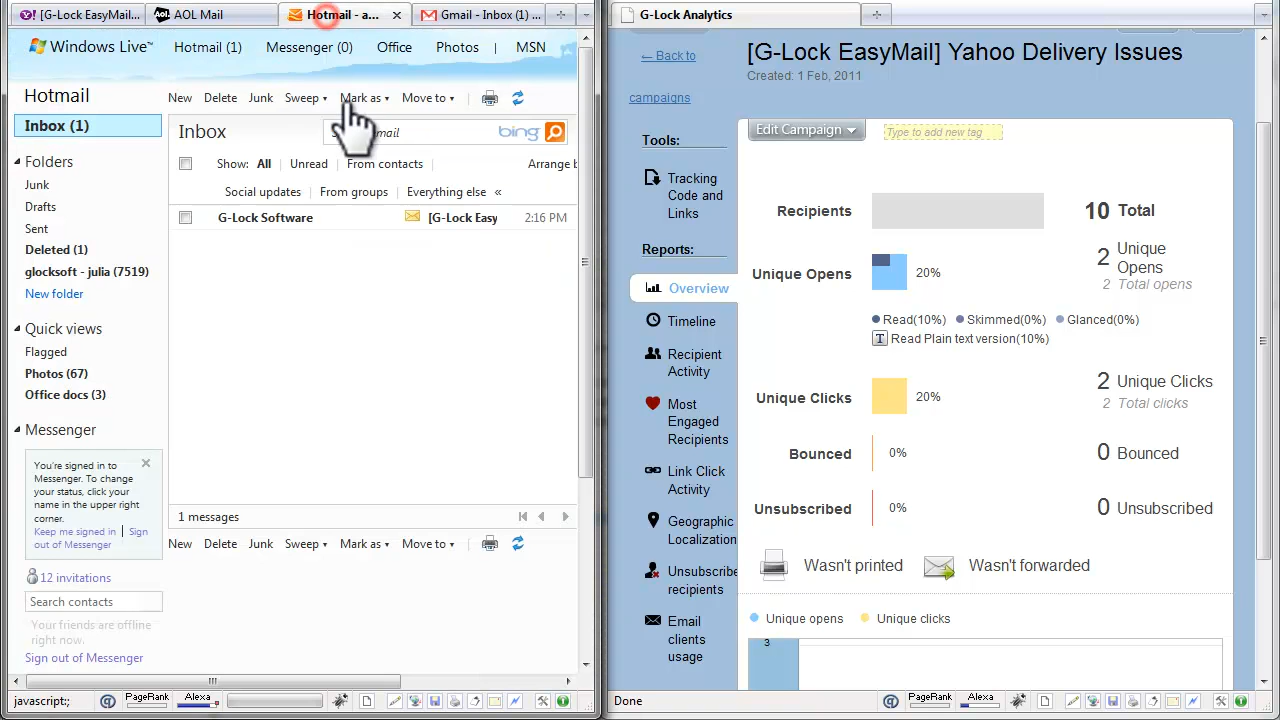 [G-Lock EasyMail...
AOL Mail
Hotmail - a...
Gmail - Inbox (1) ...
Windows Live™
Hotmail (1)
Messenger (0)
Office
Photos
MSN
Hotmail
New Delete Junk Sweep Mark as Move to
Inbox (1)
Inbox
mail
bing
Folders
Show: All Unread From contacts Arrange b
Social updates From groups Everything else «
Junk
Drafts
Sent
G-Lock Software [G-Lock Easy 2:16 PM
Deleted (1)
glocksoft - julia (7519)
New folder
Quick views
Flagged
Photos (67)
Office docs (3)
Messenger
You're signed in to
Messenger. To change
your status, click your
name in the upper right
corner.
Keep me signed in | Sign
out of Messenger
1 messages
New Delete Junk Sweep Mark as Move to
12 invitations
Search contacts
Your friends are offline
right now.
Sign out of Messenger
javascript:;
PageRank
Alexa
G-Lock Analytics
← Back to
campaigns
[G-Lock EasyMail] Yahoo Delivery Issues
Created: 1 Feb, 2011
Edit Campaign
Type to add new tag
Tools:
Tracking
Code and
Links
Reports:
Overview
Timeline
Recipient
Activity
Most
Engaged
Recipients
Link Click
Activity
Geographic
Localization
Unsubscribe
recipients
Email
clients
usage
Recipients 10 Total
Unique Opens 20% 2 Unique
Opens
2 Total opens
Read(10%) Skimmed(0%) Glanced(0%)
T Read Plain text version(10%)
Unique Clicks 20% 2 Unique Clicks
2 Total clicks
Bounced 0% 0 Bounced
Unsubscribed 0% 0 Unsubscribed
Wasn't printed Wasn't forwarded
Unique opens Unique clicks
3
Done
PageRank
Alexa